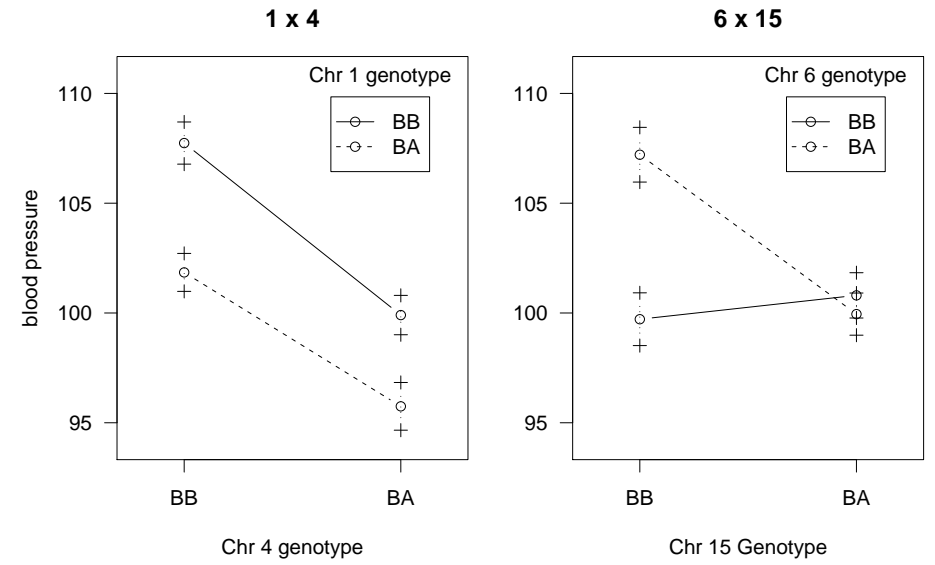 1 x 4
110
105
100
95
blood pressure
Chr 1 genotype
BB
BA
BB
BA
Chr 4 genotype
6 x 15
110
105
100
95
Chr 6 genotype
BB
BA
BB
BA
Chr 15 Genotype